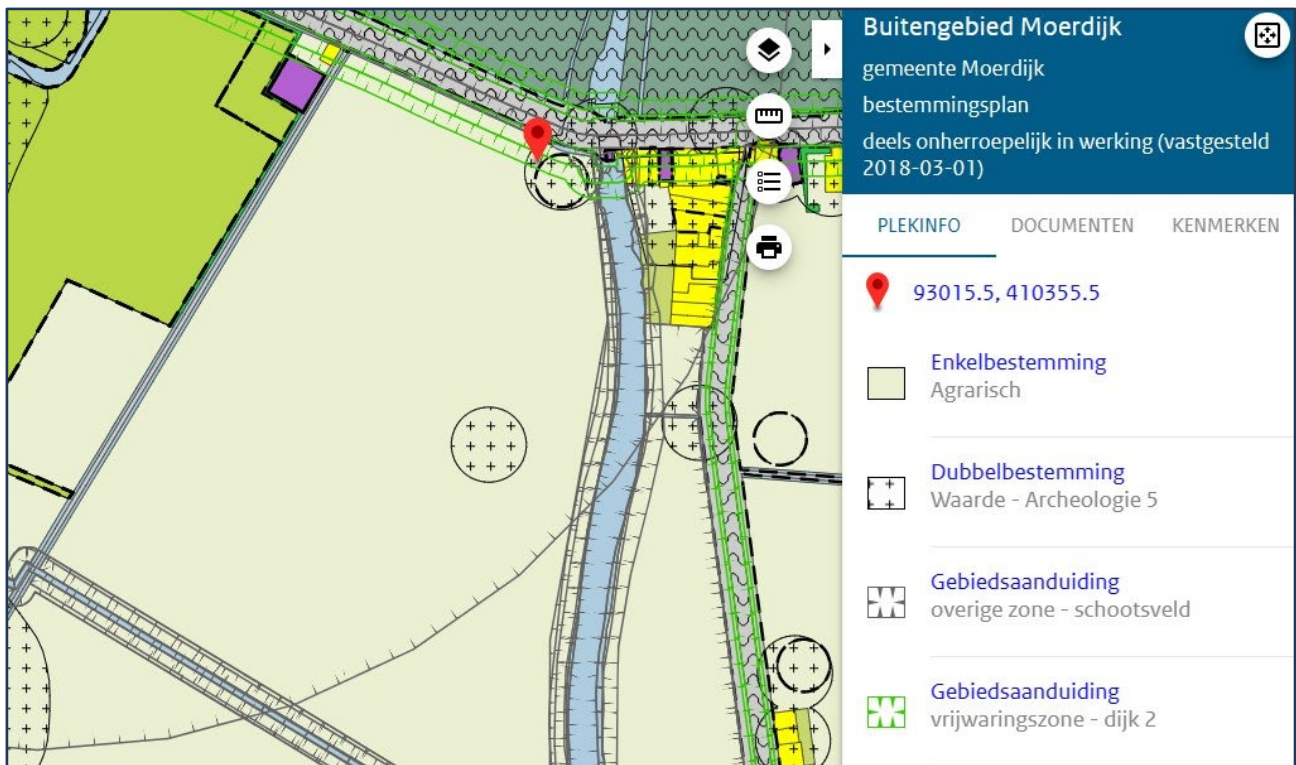 Buitengebied Moerdijk
gemeente Moerdijk
bestemmingsplan
deels onherroepelijk in werking (vastgesteld
2018-03-01)
PLEKINFO DOCUMENTEN KENMERKEN
93015.5, 410355.5
Enkelbestemming
Agrarisch
Dubbelbestemming
Waarde - Archeologie 5
Gebiedsaanduiding
overige zone - schootsveld
Gebiedsaanduiding
vrijwaringszone - dijk 2